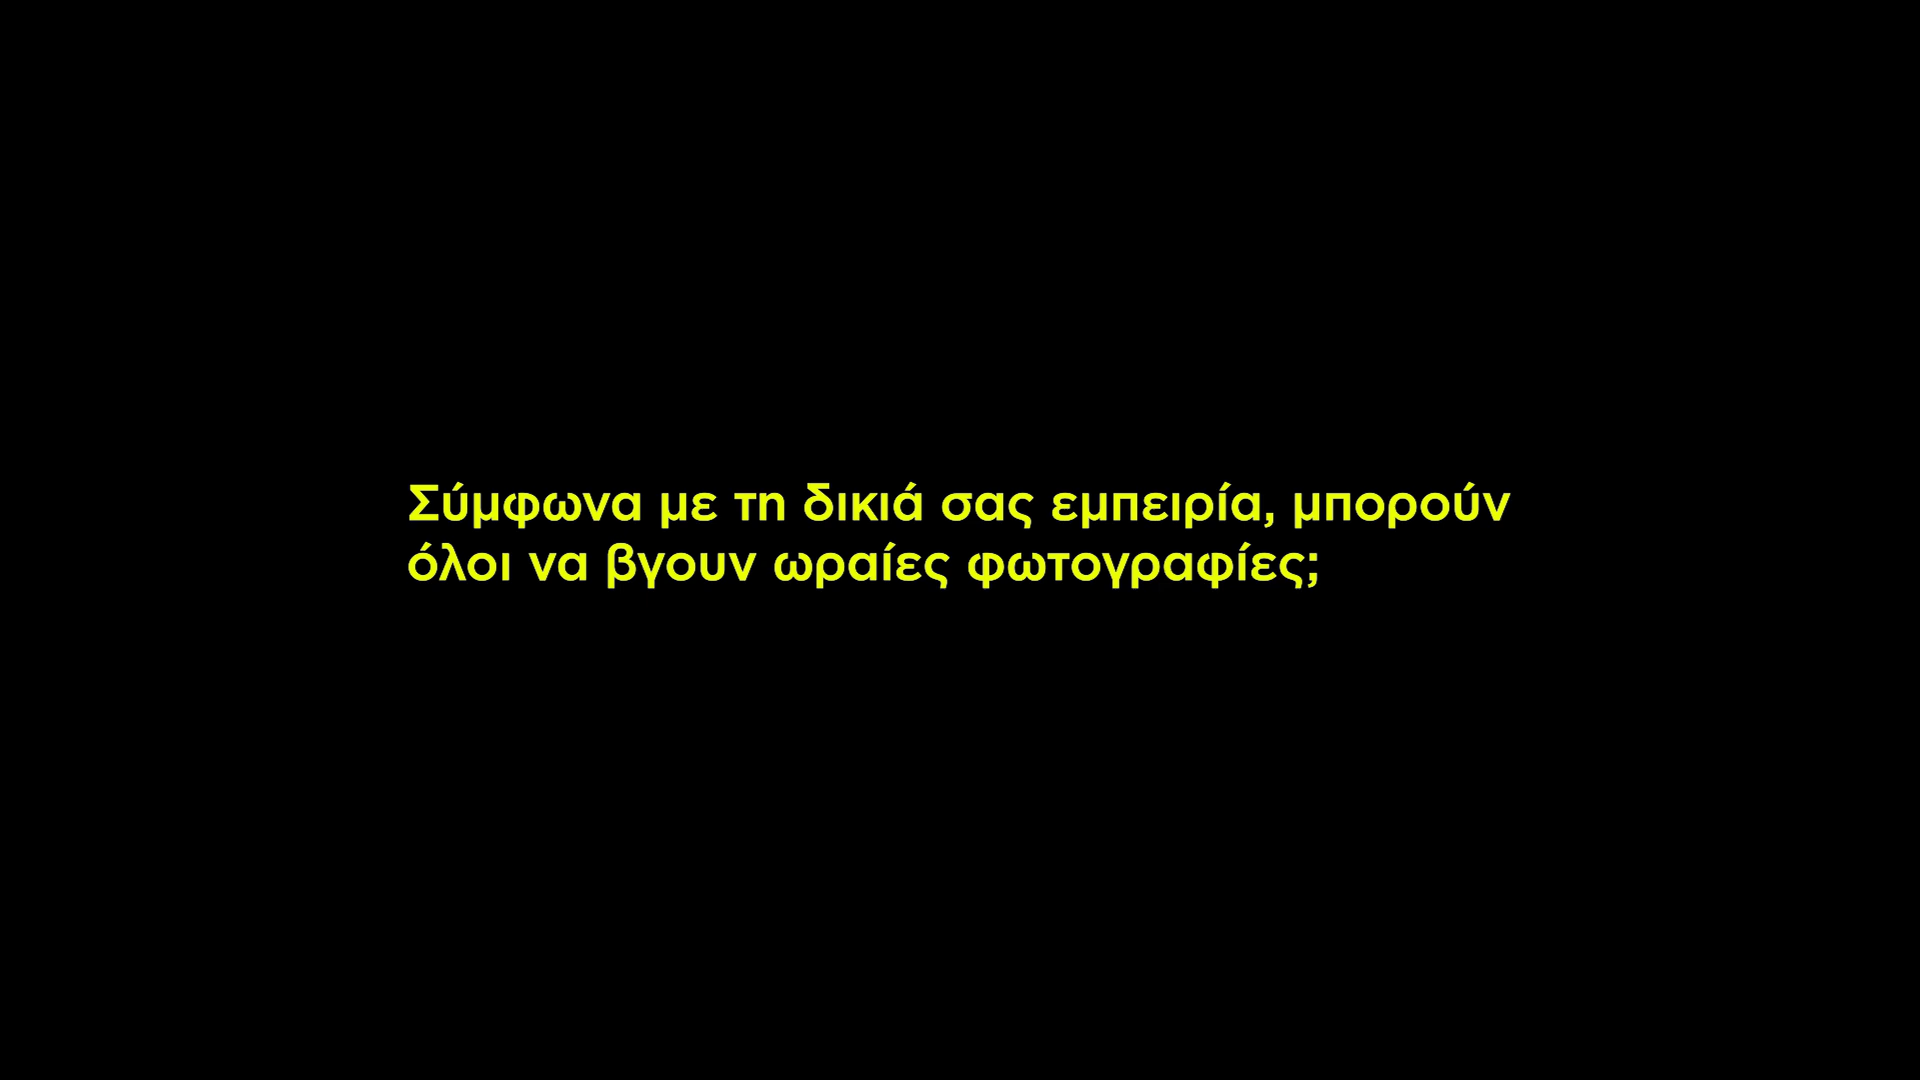 Σύμφωνα με τη δικιά σας εμπειρία, μπορούν
όλοι να βγουν ωραίες φωτογραφίες;